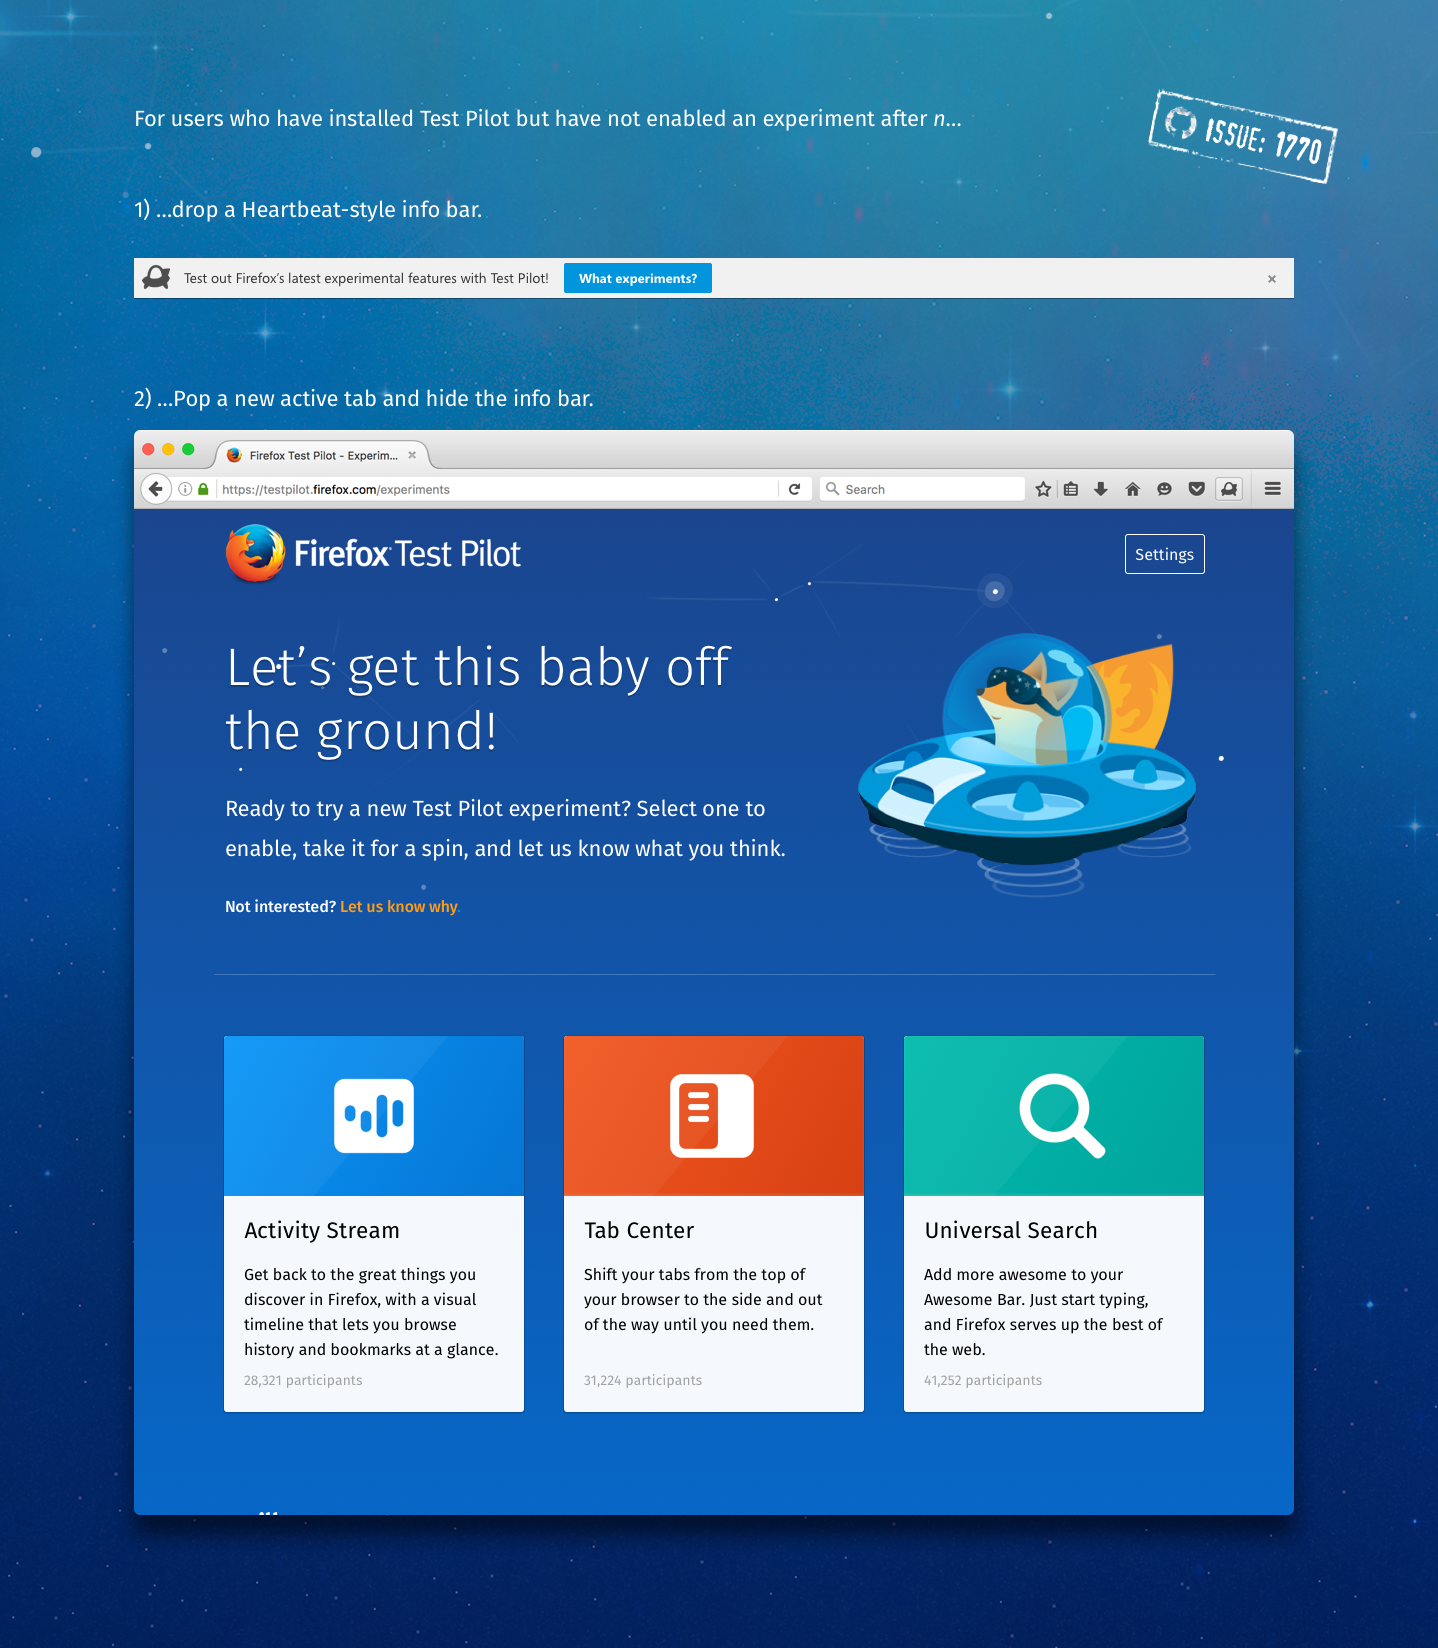 For users who have installed Test Pilot but have not enabled an experiment after n...
ISSUE: 1770
1) ...drop a Heartbeat-style info bar.
Test out Firefox's latest experimental features with Test Pilot! What experiments? ×
2) ...Pop a new active tab and hide the info bar.
Firefox Test Pilot - Experim... ×
https://testpilot.firefox.com/experiments Search
Firefox Test Pilot Settings
Let's get this baby off
the ground!
Ready to try a new Test Pilot experiment? Select one to
enable, take it for a spin, and let us know what you think.
Not interested? Let us know why.
Activity Stream
Get back to the great things you
discover in Firefox, with a visual
timeline that lets you browse
history and bookmarks at a glance.
28,321 participants
Tab Center
Shift your tabs from the top of
your browser to the side and out
of the way until you need them.
31,224 participants
Universal Search
Add more awesome to your
Awesome Bar. Just start typing,
and Firefox serves up the best of
the web.
41,252 participants